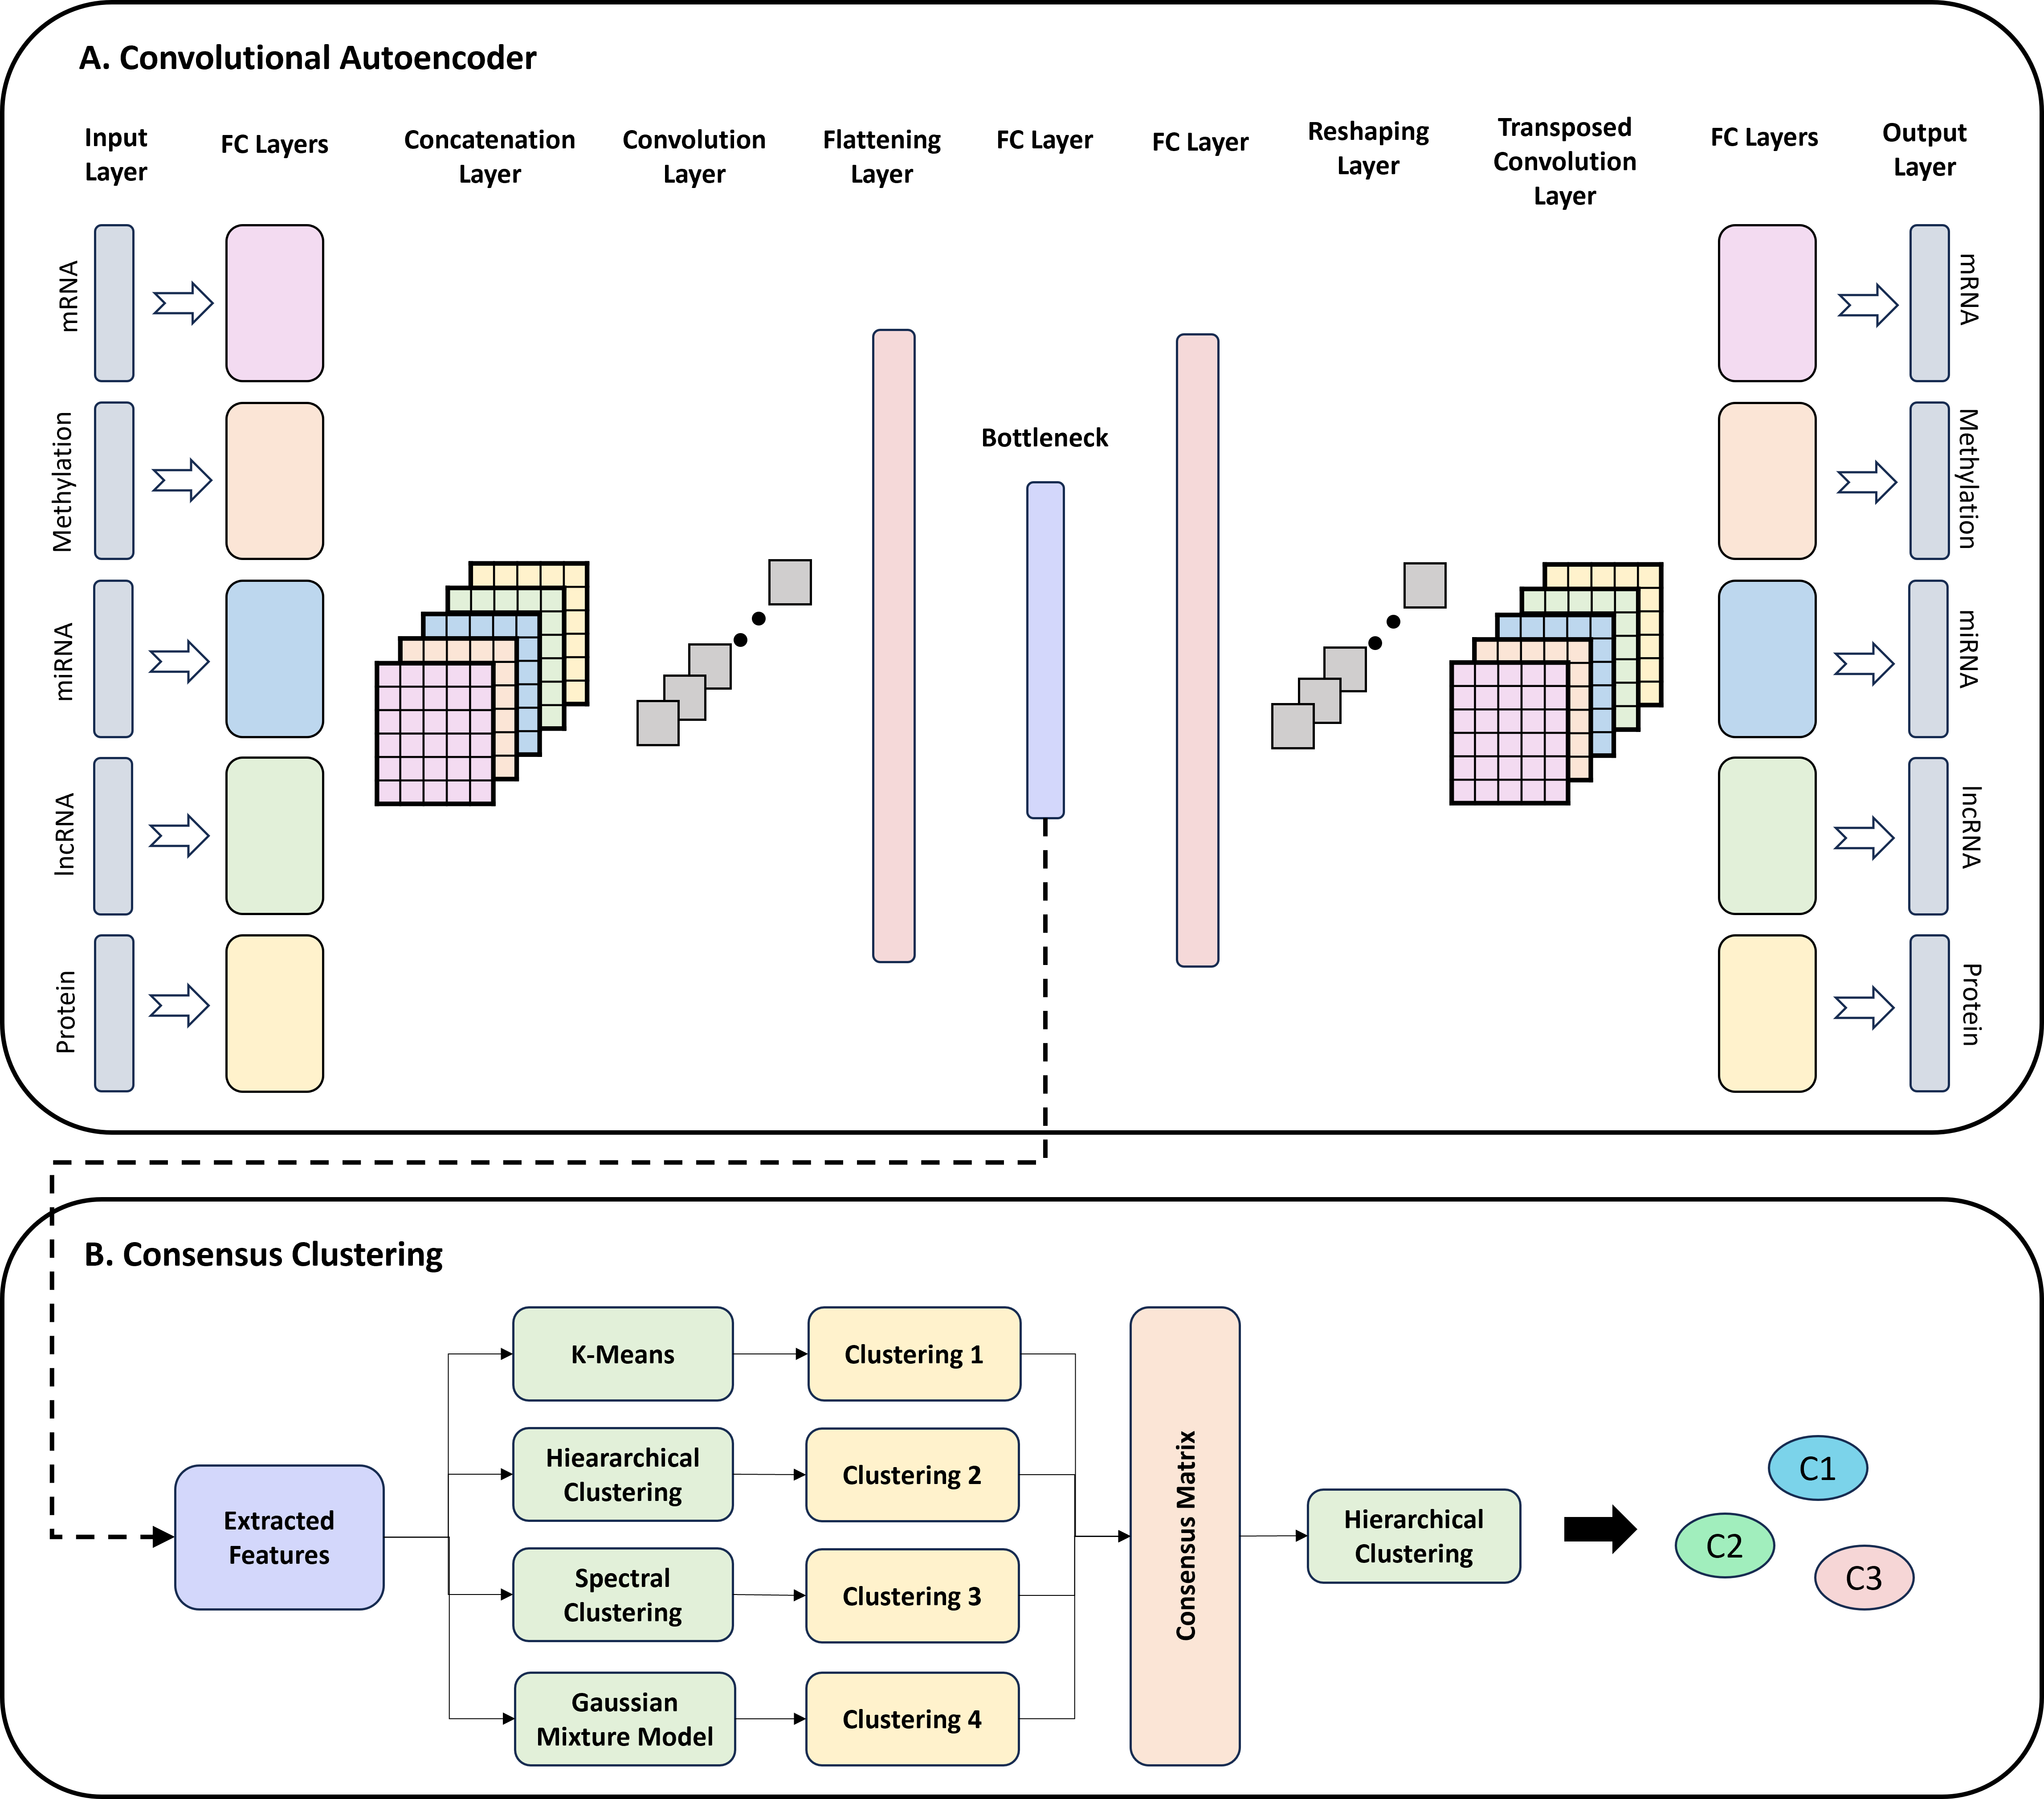 A. Convolutional Autoencoder
Input
Layer
FC Layers
Concatenation
Layer
Convolution
Layer
Flattening
Layer
FC Layer
FC Layer
Reshaping
Layer
Transposed
Convolution
Layer
FC Layers
Output
Layer
mRNA
Methylation
miRNA
lncRNA
Protein
Bottleneck
mRNA
Methylation
miRNA
lncRNA
Protein
B. Consensus Clustering
Extracted
Features
K-Means
Hieararchical
Clustering
Spectral
Clustering
Gaussian
Mixture Model
Clustering 1
Clustering 2
Clustering 3
Clustering 4
Consensus Matrix
Hierarchical
Clustering
C1
C2
C3